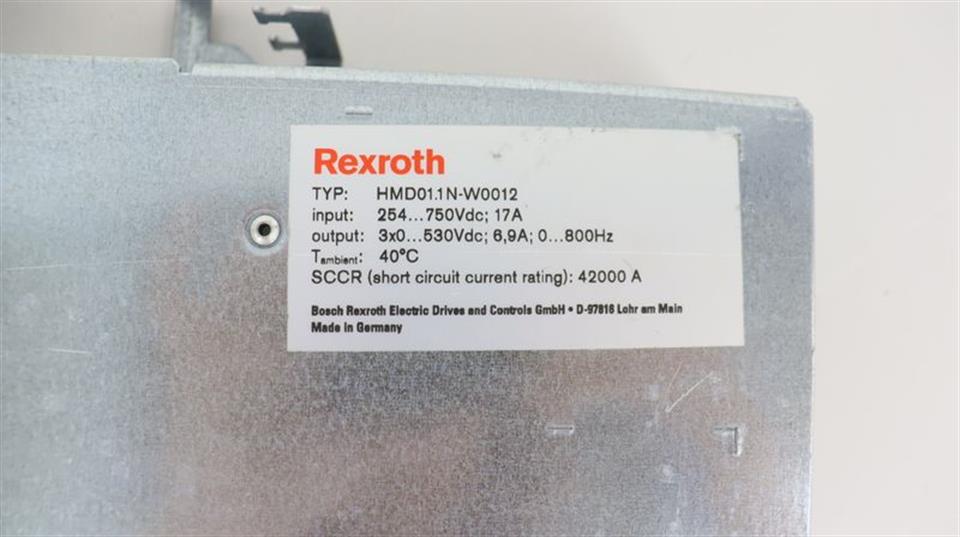 Rexroth
TYP: HMD01.1N-W0012
input: 254...750Vdc; 17A
output: 3x0...530Vdc; 6,9A; 0...800Hz
Tambient: 40°C
SCCR (short circuit current rating): 42000 A
Bosch Rexroth Electric Drives and Controls GmbH • D-97816 Lohr am Main
Made in Germany